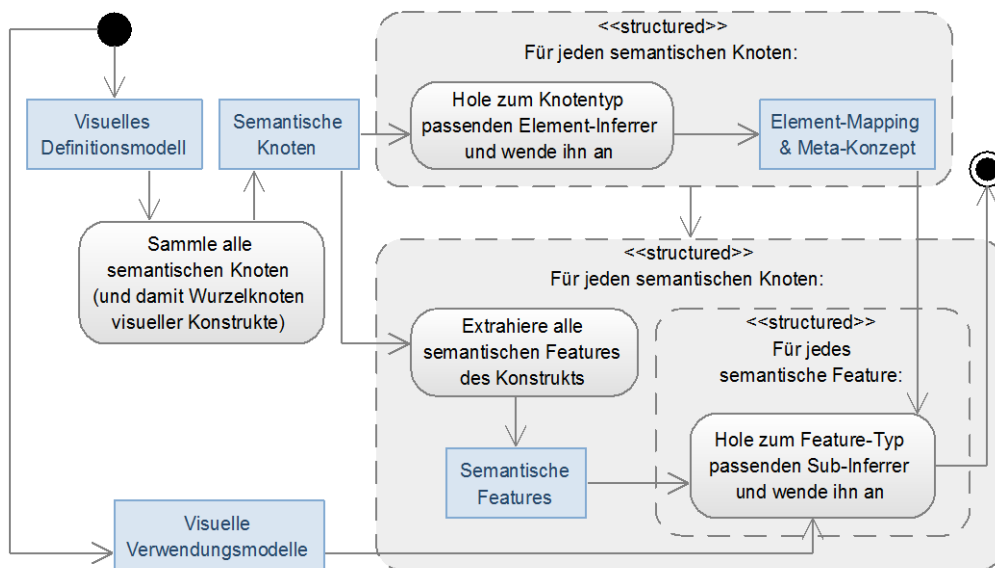 <<structured>>
Für jeden semantischen Knoten:
Visuelles
Definitionsmodell
Semantische
Knoten
Hole zum Knotentyp
passenden Element-Inferrer
und wende ihn an
Element-Mapping
& Meta-Konzept
Sammle alle
semantischen Knoten
(und damit Wurzelknoten
visueller Konstrukte)
<<structured>>
Für jeden semantischen Knoten:
Extrahiere alle
semantischen Features
des Konstrukts
<<structured>>
Für jedes
semantische Feature:
Semantische
Features
Hole zum Feature-Typ
passenden Sub-Inferrer
und wende ihn an
Visuelle
Verwendungsmodelle